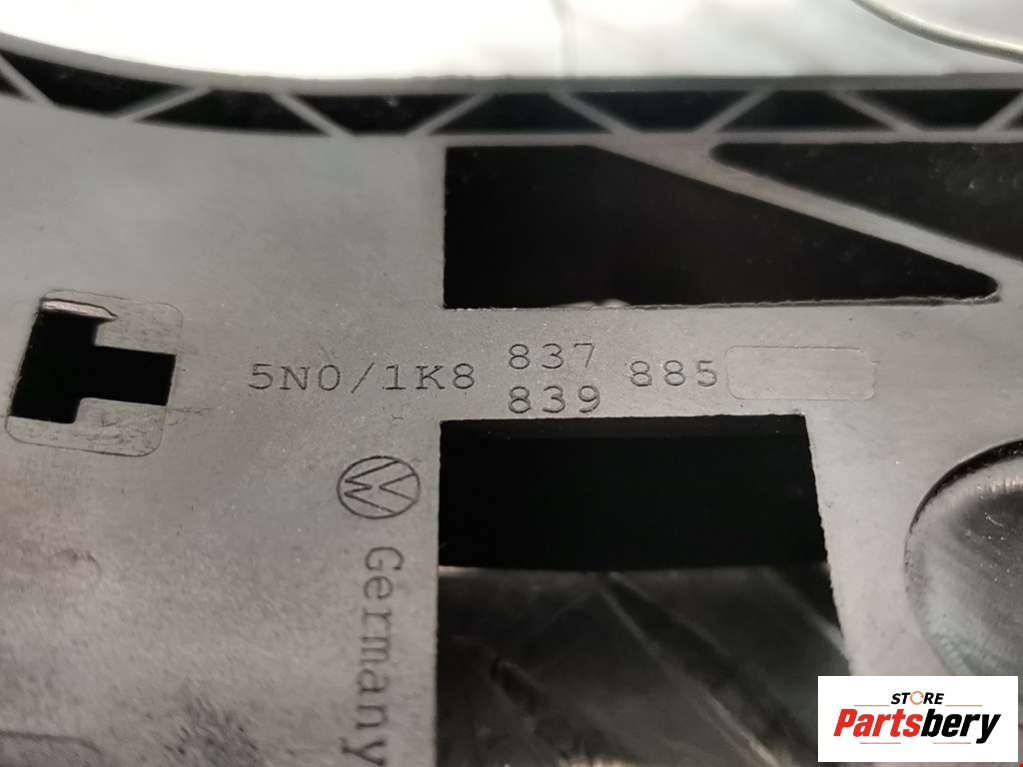 837
5N0/1K8 885
839
Germany
STORE
Partsbery